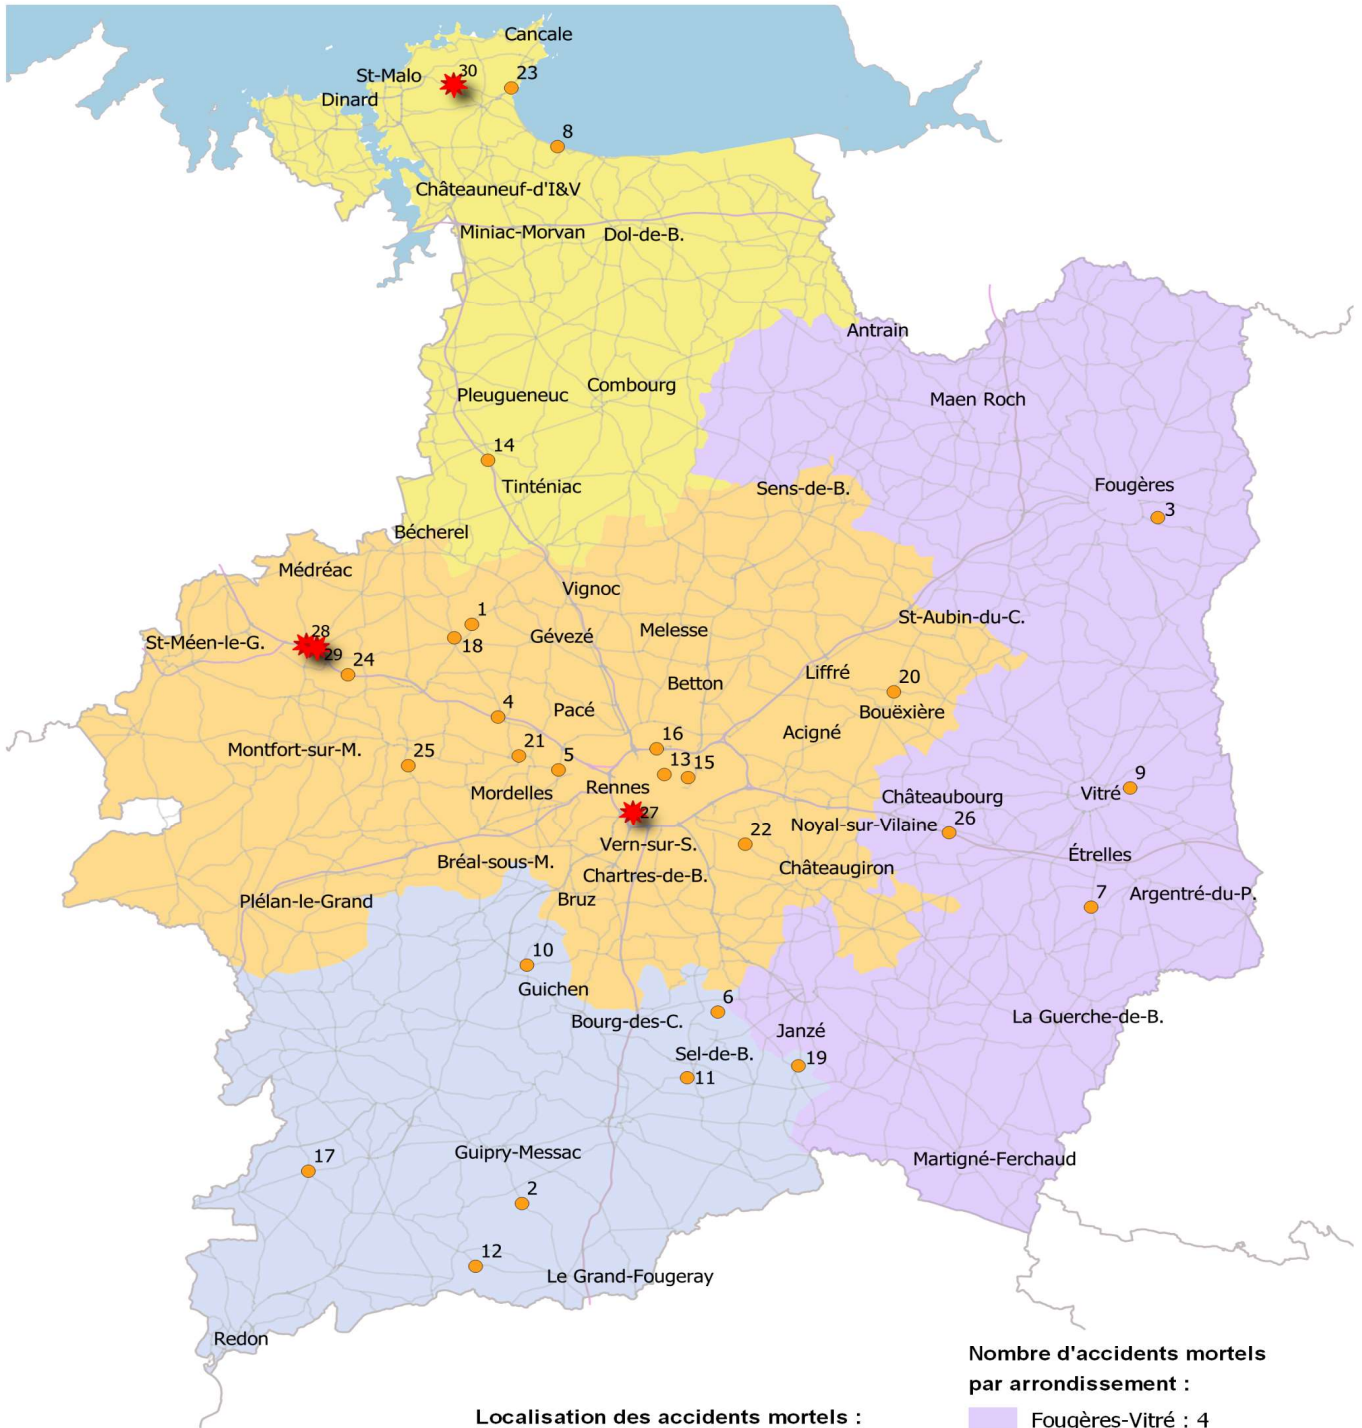 Cancale
30
23
St-Malo
Dinard
8
Châteauneuf-d'I&V
Miniac-Morvan
Dol-de-B.
Antrain
Combourg
Pleugueneuc
Maen Roch
14
Tinténiac
Sens-de-B.
Fougères
3
Bécherel
Médréac
Vignoc
1
St-Aubin-du-C.
28
St-Méen-le-G.
Gévezé
Melesse
18
29
24
Liffré
Betton
20
4
Pacé
Bouëxière
Acigné
16
Montfort-sur-M.
25
21
5
13
15
Rennes
9
Mordelles
Vitré
Châteaubourg
27
26
Noyal-sur-Vilaine
22
Vern-sur-S.
Étrelles
Bréal-sous-M.
Châteaugiron
Chartres-de-B.
7
Argentré-du-P.
Plélan-le-Grand
Bruz
10
Guichen
6
La Guerche-de-B.
Bourg-des-C.
Janzé
Sel-de-B.
19
11
Guipry-Messac
Martigné-Ferchaud
17
2
12
Le Grand-Fougeray
Redon
Nombre d'accidents mortels
par arrondissement :
Localisation des accidents mortels :
Fougères-Vitré : 4